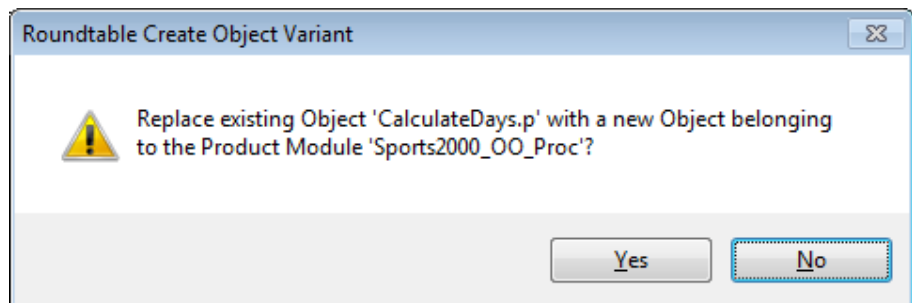 Roundtable Create Object Variant
Replace existing Object 'CalculateDays.p' with a new Object belonging
to the Product Module 'Sports2000_OO_Proc'?
Yes
No